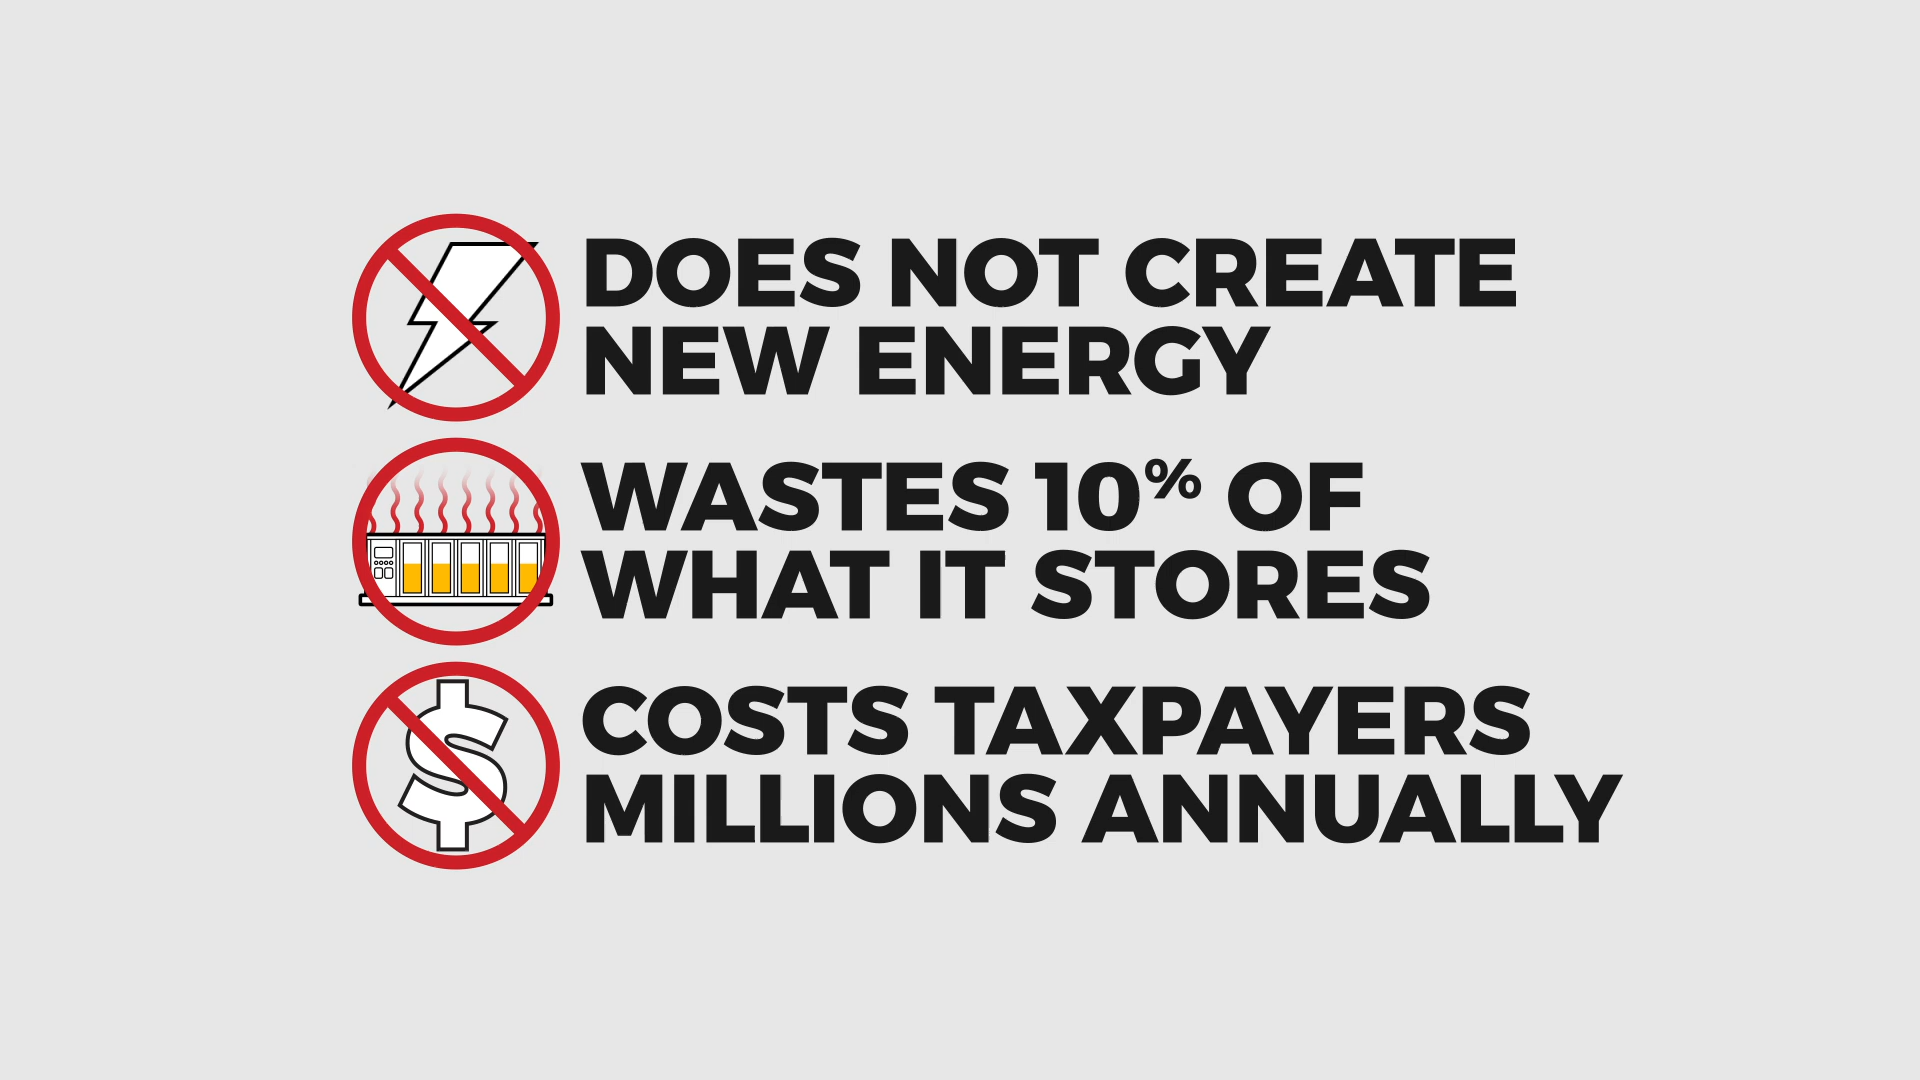 DOES NOT CREATE
NEW ENERGY
WASTES 10% OF
WHAT IT STORES
COSTS TAXPAYERS
MILLIONS ANNUALLY